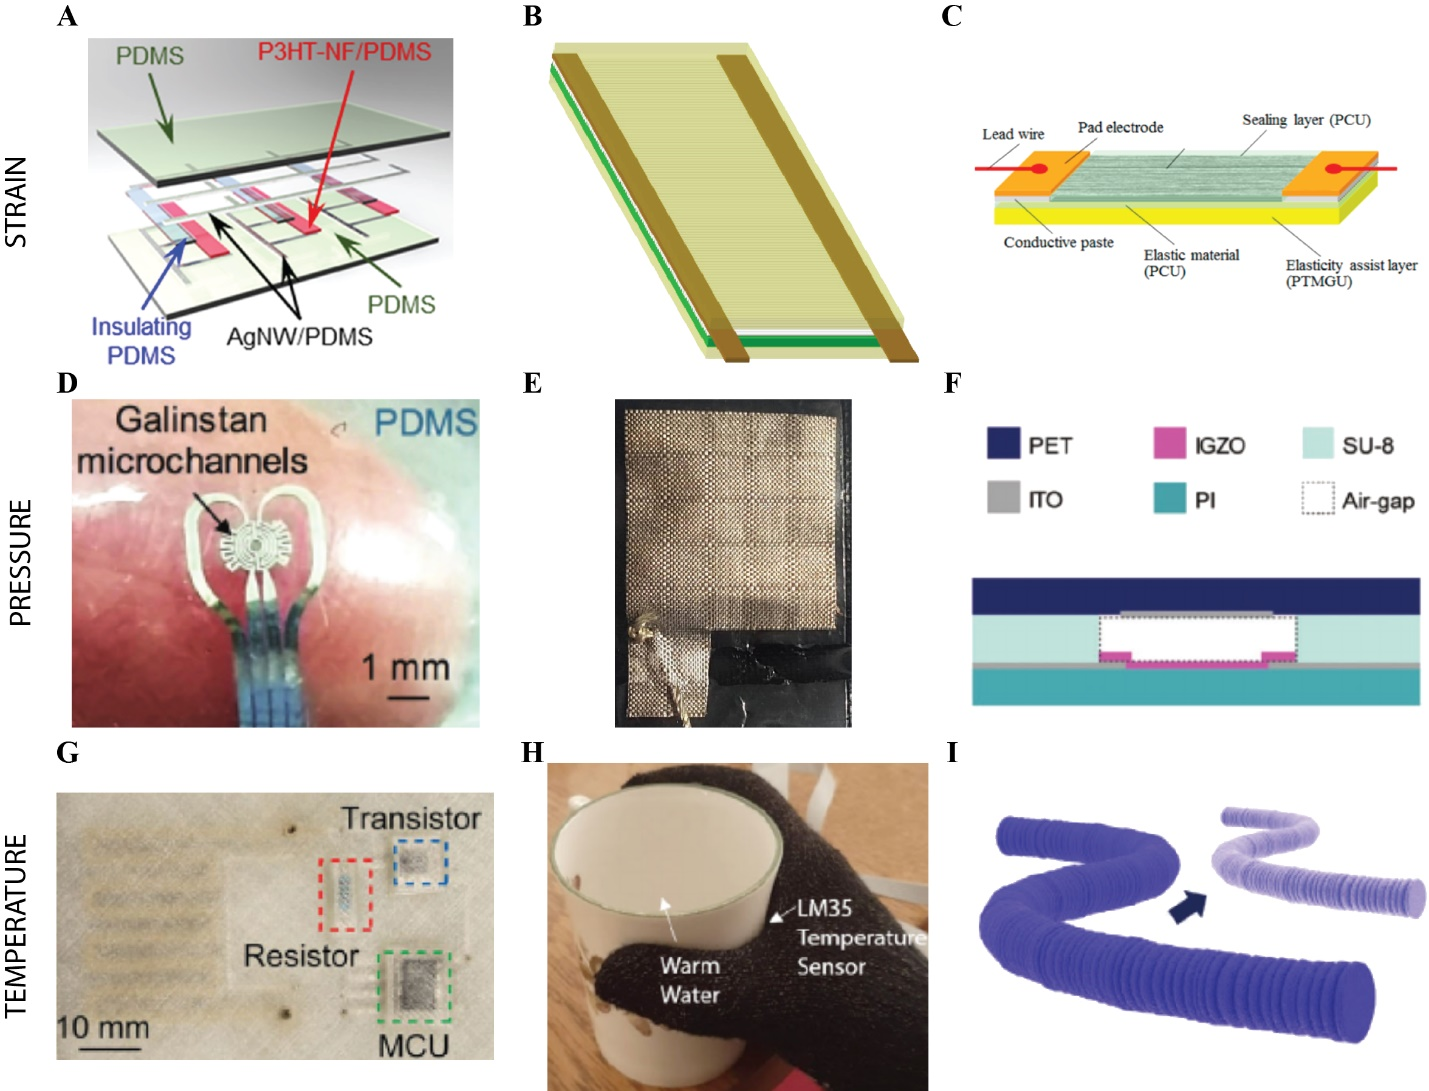 A
B
C
STRAIN
PDMS
P3HT-NF/PDMS
PDMS
Insulating
PDMS
AgNW/PDMS
Lead wire
Pad electrode
Sealing layer (PCU)
Conductive paste
Elastic material
(PCU)
Elasticity assist layer
(PTMGU)
D
E
F
PRESSURE
Galinstan
microchannels
PDMS
1 mm
PET
IGZO
SU-8
ITO
PI
Air-gap
G
H
I
TEMPERATURE
Transistor
Resistor
10 mm
MCU
LM35
Temperature
Sensor
Warm
Water